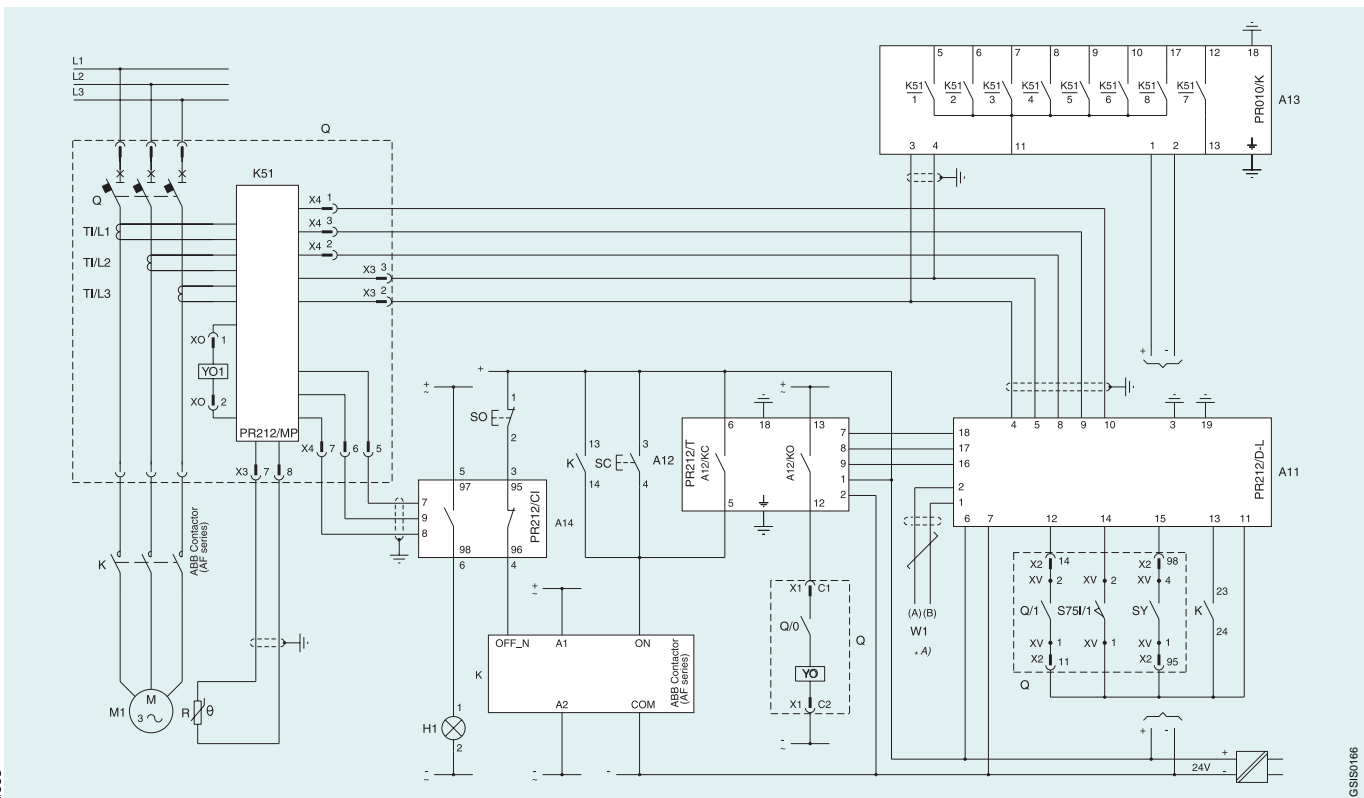 L1
L2
L3
Q
Q
K51
TI/L1
TI/L2
TI/L3
X4 1
X4 3
X4 2
X3 3
X3 2
XO 1
YO1
XO 2
PR212/MP
X3 7 8
X4 7 6 5
K
ABB Contactor
(AF series)
M1
M
3
R θ
5 6 7 8 9 10 17 12 18
K51
1
K51
2
K51
3
K51
4
K51
5
K51
6
K51
8
K51
7
PR010/K
A13
3 4 11 1 2 13
+ -
+
~
+
1
SO
2
5 3
97 95
7
9
8
PR212/CI
A14
98 96
6 4
13
K
14
3
SC
4
A12
+
~
6 18 13
PR212/T
A12/KC
A12/KO
5 12
7
8
9
1
2
18
17
16
2
1
4 5 8 9 10 3 19
PR212/D-L
A11
6 7 12 14 15 13 11
(A) (B)
W1
* A)
X1 C1
Q/0
Q
YO
X1 C2
-
~
X2 14
XV 2
Q/1
XV 1
X2 11
XV 2
S75I/1
XV 1
X2 98
XV 4
SY
XV 1
X2 95
Q
23
K
24
+
~
OFF_N A1 ON
K
A2 COM
ABB Contactor
(AF series)
H1
1
2
-
~
-
~
-
+ -
24V
+
-
GSIS0166